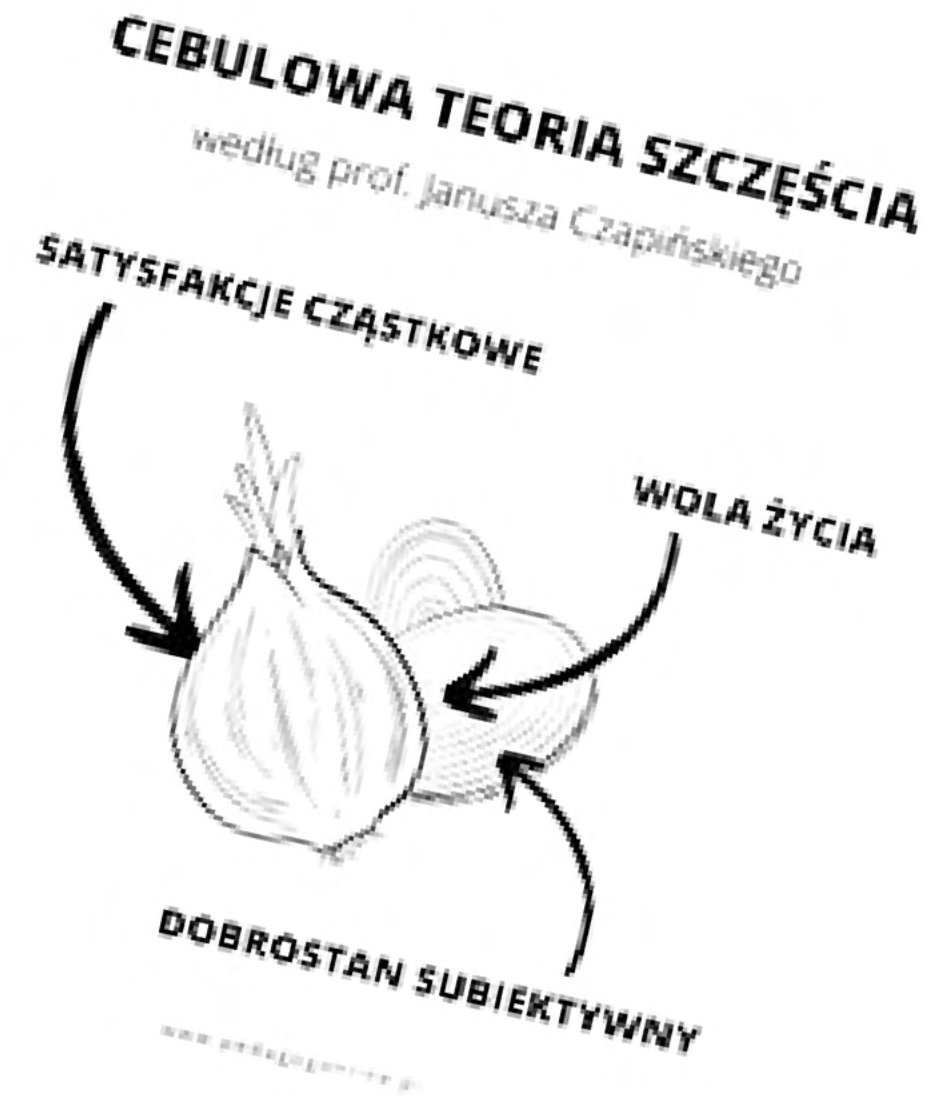 CEBULOWA TEORIA SZCZĘŚCIA
według prof. Janusza Czapińskiego
SATYSFAKCJE CZĄSTKOWE
WOLA ŻYCIA
DOBROSTAN SUBIEKTYWNY